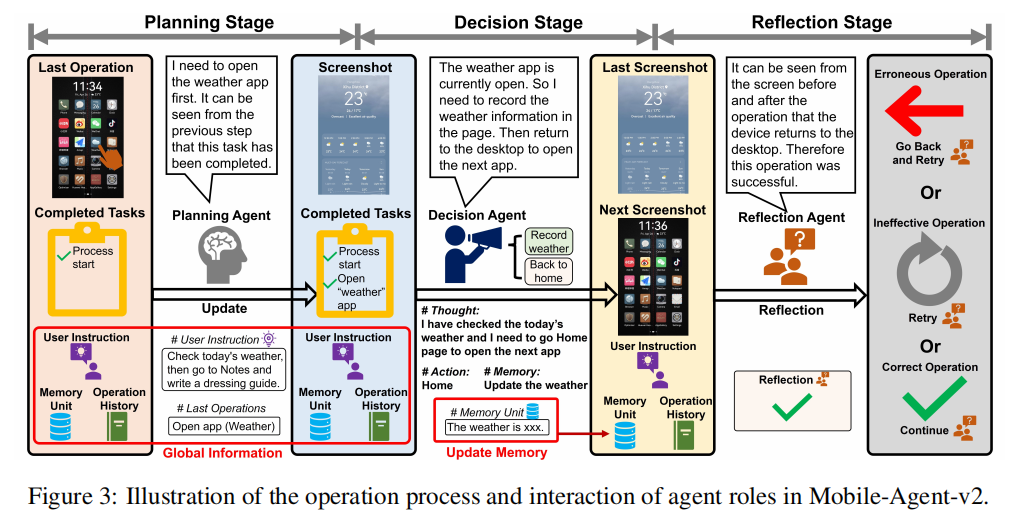 Planning Stage
Decision Stage
Reflection Stage
Last Operation
11:34
I need to open
the weather app
first. It can be
seen from the
previous step
that this task has
been completed.
Completed Tasks
Process
start
Planning Agent
Update
User Instruction
Memory
Unit
Operation
History
# User Instruction
Check today's weather,
then go to Notes and
write a dressing guide.
# Last Operations
Open app (Weather)
Global Information
Screenshot
23°
Completed Tasks
Process
start
Open
“weather”
app
User Instruction
Memory
Unit
Operation
History
The weather app is
currently open. So I
need to record the
weather information in
the page. Then return
to the desktop to open
the next app.
Decision Agent
Record
weather
Back to
home
# Thought:
I have checked the today's
weather and I need to go Home
page to open the next app
# Action:
Home
# Memory:
Update the weather
# Memory Unit
The weather is xxx.
Update Memory
Last Screenshot
23°
Next Screenshot
11:36
User Instruction
Memory
Unit
Operation
History
It can be seen from
the screen before
and after the
operation that the
device returns to the
desktop. Therefore
this operation was
successful.
Reflection Agent
Reflection
Reflection
Erroneous Operation
Go Back
and Retry
Or
Ineffective Operation
Retry
Or
Correct Operation
Continue
Figure 3: Illustration of the operation process and interaction of agent roles in Mobile-Agent-v2.